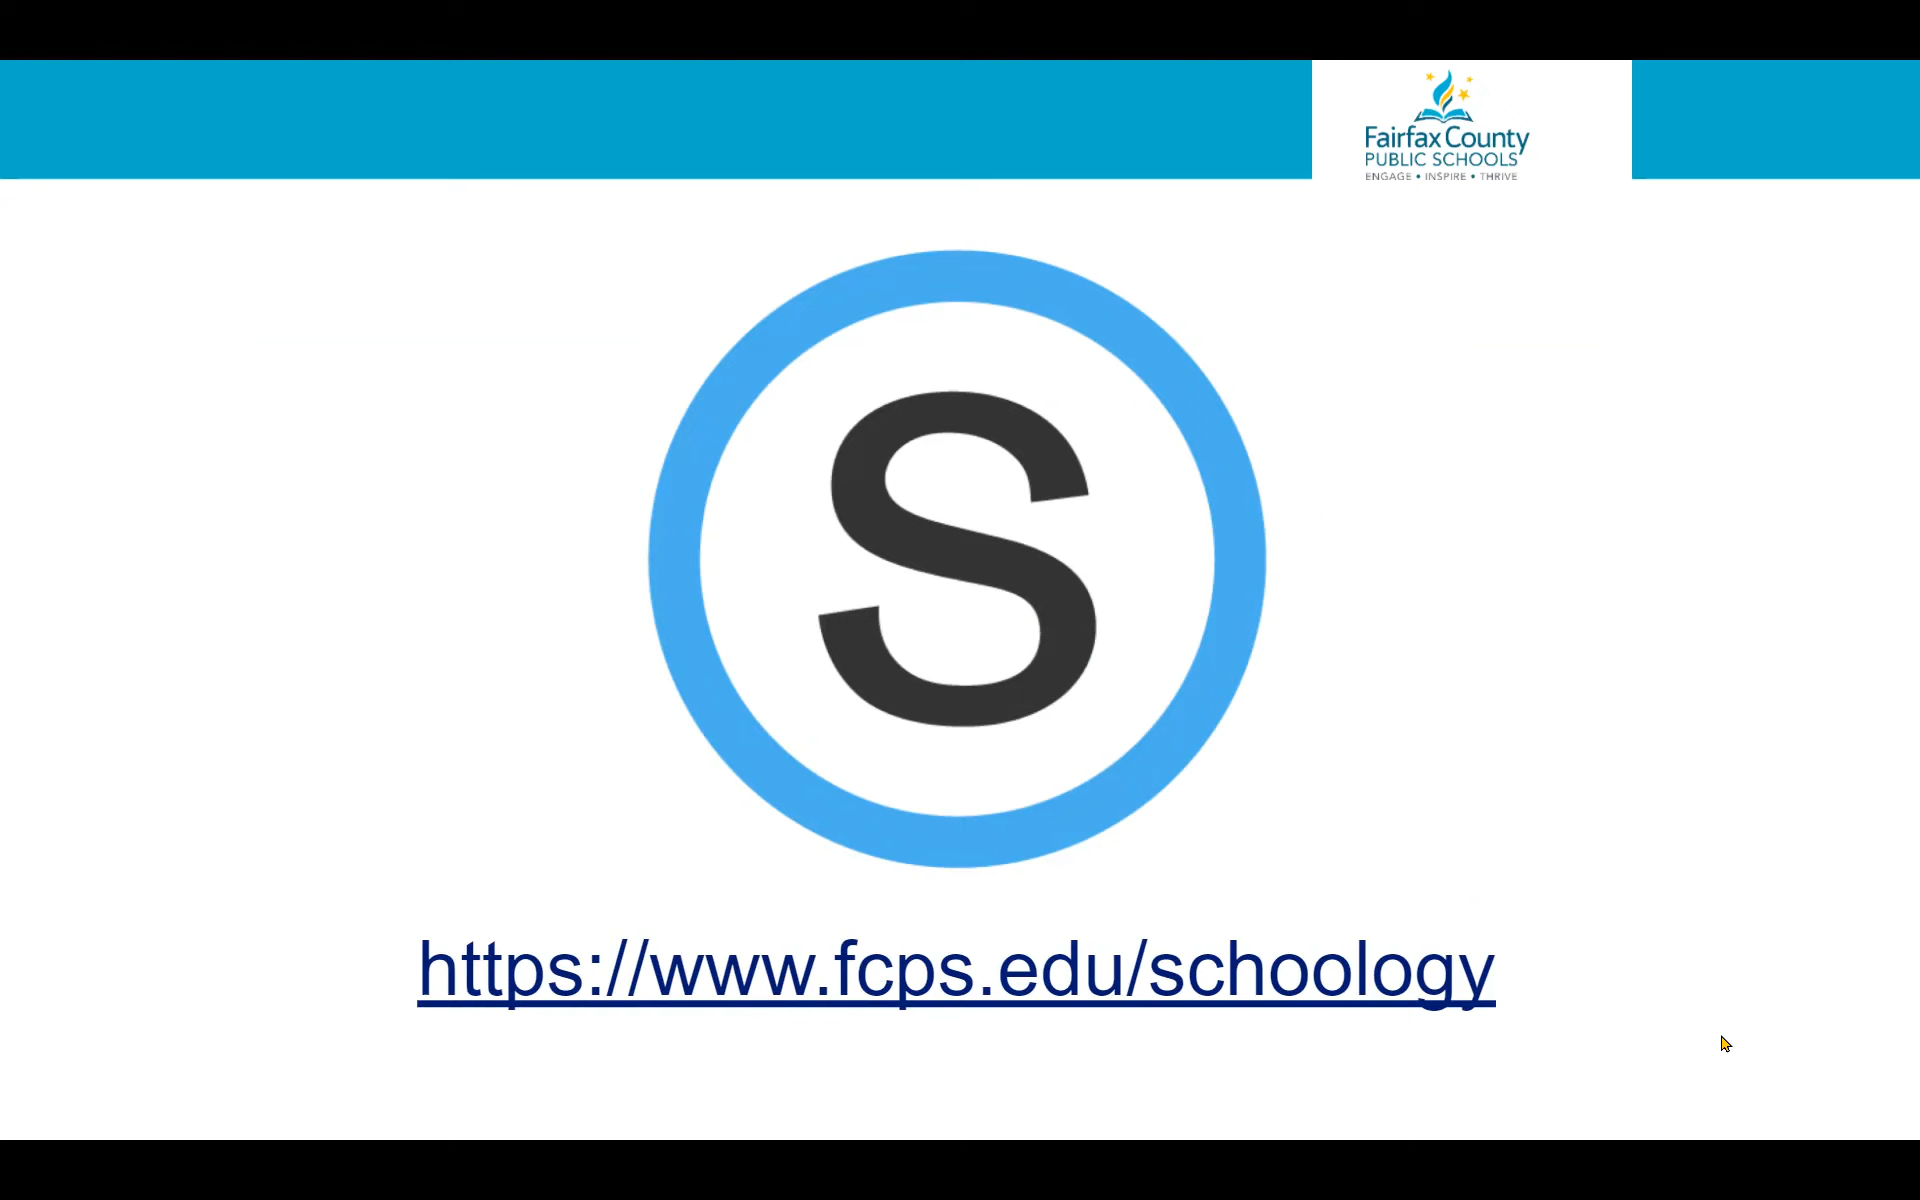 Fairfax County
PUBLIC SCHOOLS
ENGAGE • INSPIRE • THRIVE
S
https://www.fcps.edu/schoology